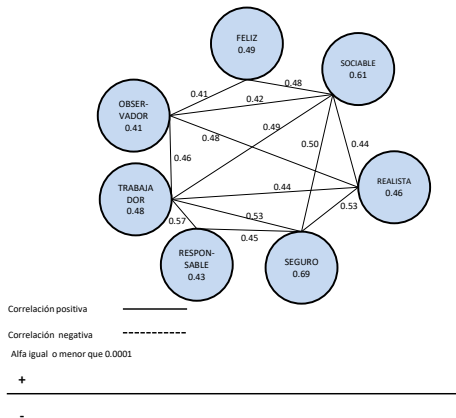 FELIZ
0.49
SOCIABLE
0.61
0.48
0.41
0.42
OBSER-
VADOR
0.41
0.49
0.48
0.50
0.44
0.46
TRABAJA
DOR
0.48
0.44
REALISTA
0.46
0.57
0.53
0.53
0.45
RESPON-
SABLE
0.43
SEGURO
0.69
Correlación positiva
Correlación negativa
Alfa igual o menor que 0.0001
+
-